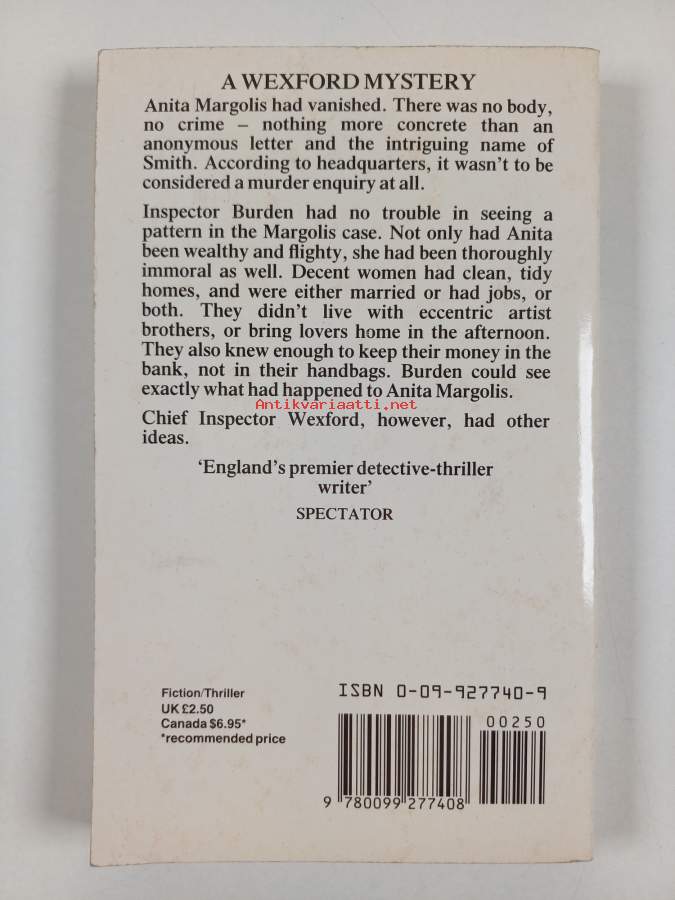 A WEXFORD MYSTERY
Anita Margolis had vanished. There was no body,
no crime – nothing more concrete than an
anonymous letter and the intriguing name of
Smith. According to headquarters, it wasn't to be
considered a murder enquiry at all.
Inspector Burden had no trouble in seeing a
pattern in the Margolis case. Not only had Anita
been wealthy and flighty, she had been thoroughly
immoral as well. Decent women had clean, tidy
homes, and were either married or had jobs, or
both. They didn't live with eccentric artist
brothers, or bring lovers home in the afternoon.
They also knew enough to keep their money in the
bank, not in their handbags. Burden could see
exactly what had happened to Anita Margolis.
Antikvariaatti.net
Chief Inspector Wexford, however, had other
ideas.
‘England's premier detective-thriller
writer’
SPECTATOR
Fiction/Thriller
UK £2.50
Canada $6.95*
*recommended price
ISBN 0-09-927740-9
00250
9 780099 277408